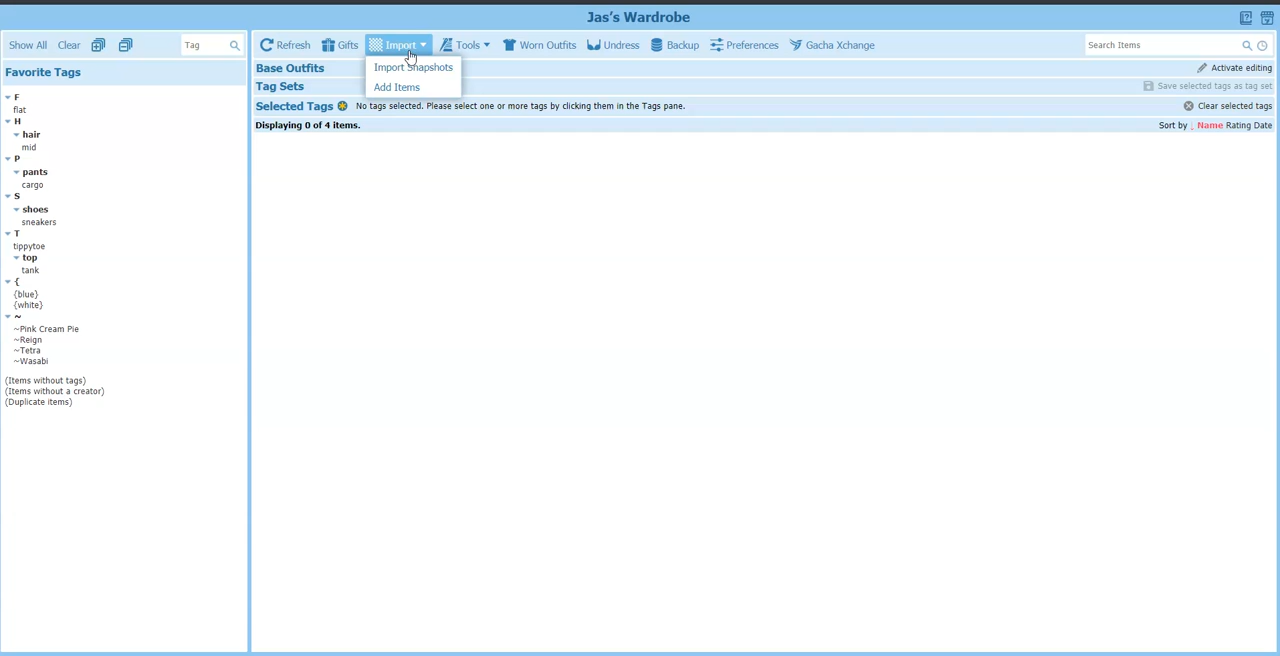 Jas's Wardrobe
Show All Clear Tag
Refresh Gifts Import Tools Worn Outfits Undress Backup Preferences Gacha Xchange Search Items
Import Snapshots
Add Items
Favorite Tags
F
flat
H
hair
mid
P
pants
cargo
S
shoes
sneakers
T
tippytoe
top
tank
{
{blue}
{white}
~
~Pink Cream Pie
~Reign
~Tetra
~Wasabi
(Items without tags)
(Items without a creator)
(Duplicate items)
Base Outfits Activate editing
Tag Sets Save selected tags as tag set
Selected Tags No tags selected. Please select one or more tags by clicking them in the Tags pane. Clear selected tags
Displaying 0 of 4 items. Sort by Name Rating Date